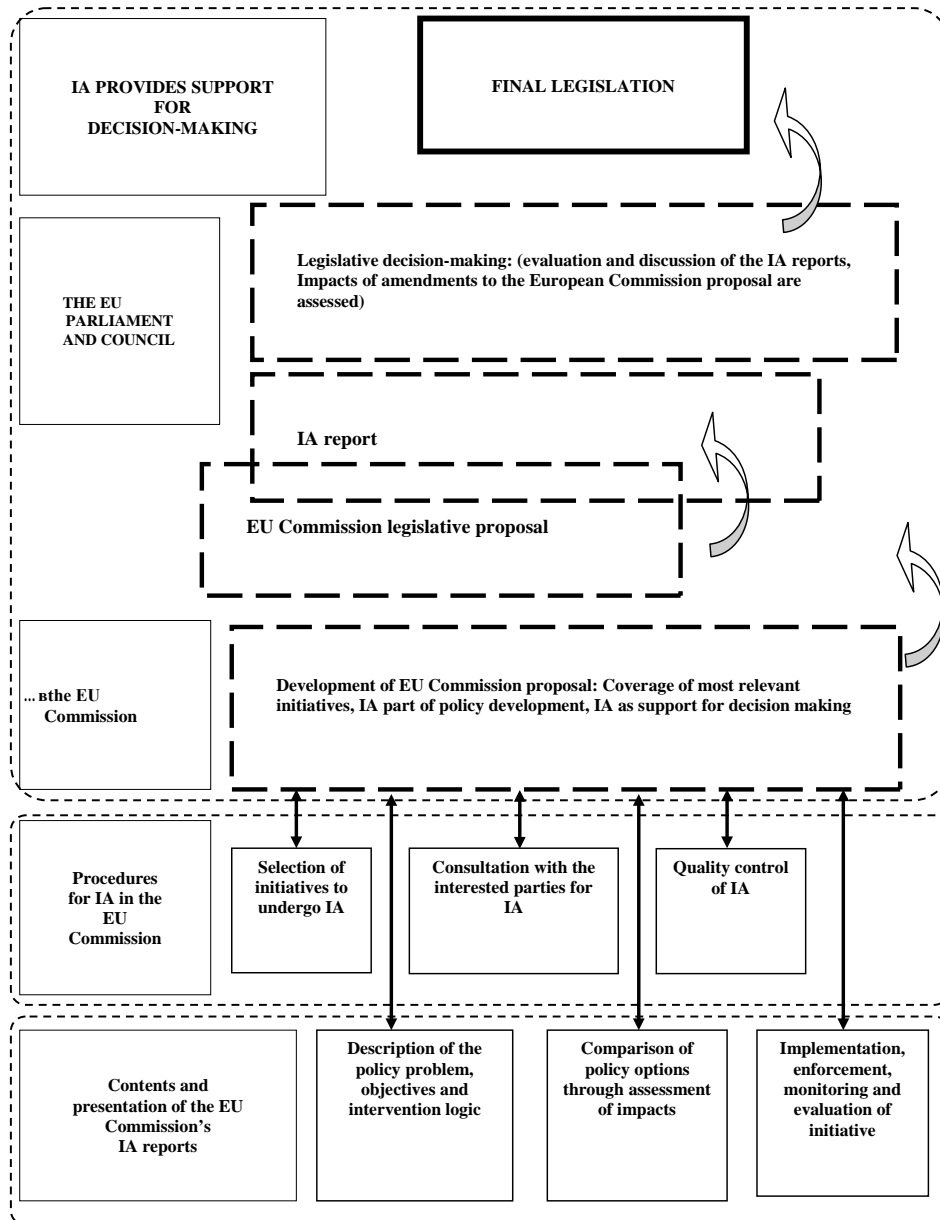 IA PROVIDES SUPPORT
FOR
DECISION-MAKING
FINAL LEGISLATION
THE EU
PARLIAMENT
AND COUNCIL
Legislative decision-making: (evaluation and discussion of the IA reports,
Impacts of amendments to the European Commission proposal are
assessed)
IA report
EU Commission legislative proposal
... вthe EU
Commission
Development of EU Commission proposal: Coverage of most relevant
initiatives, IA part of policy development, IA as support for decision making
Procedures
for IA in the
EU
Commission
Selection of
initiatives to
undergo IA
Consultation with the
interested parties for
IA
Quality control
of IA
Contents and
presentation of the EU
Commission's
IA reports
Description of the
policy problem,
objectives and
intervention logic
Comparison of
policy options
through assessment
of impacts
Implementation,
enforcement,
monitoring and
evaluation of
initiative